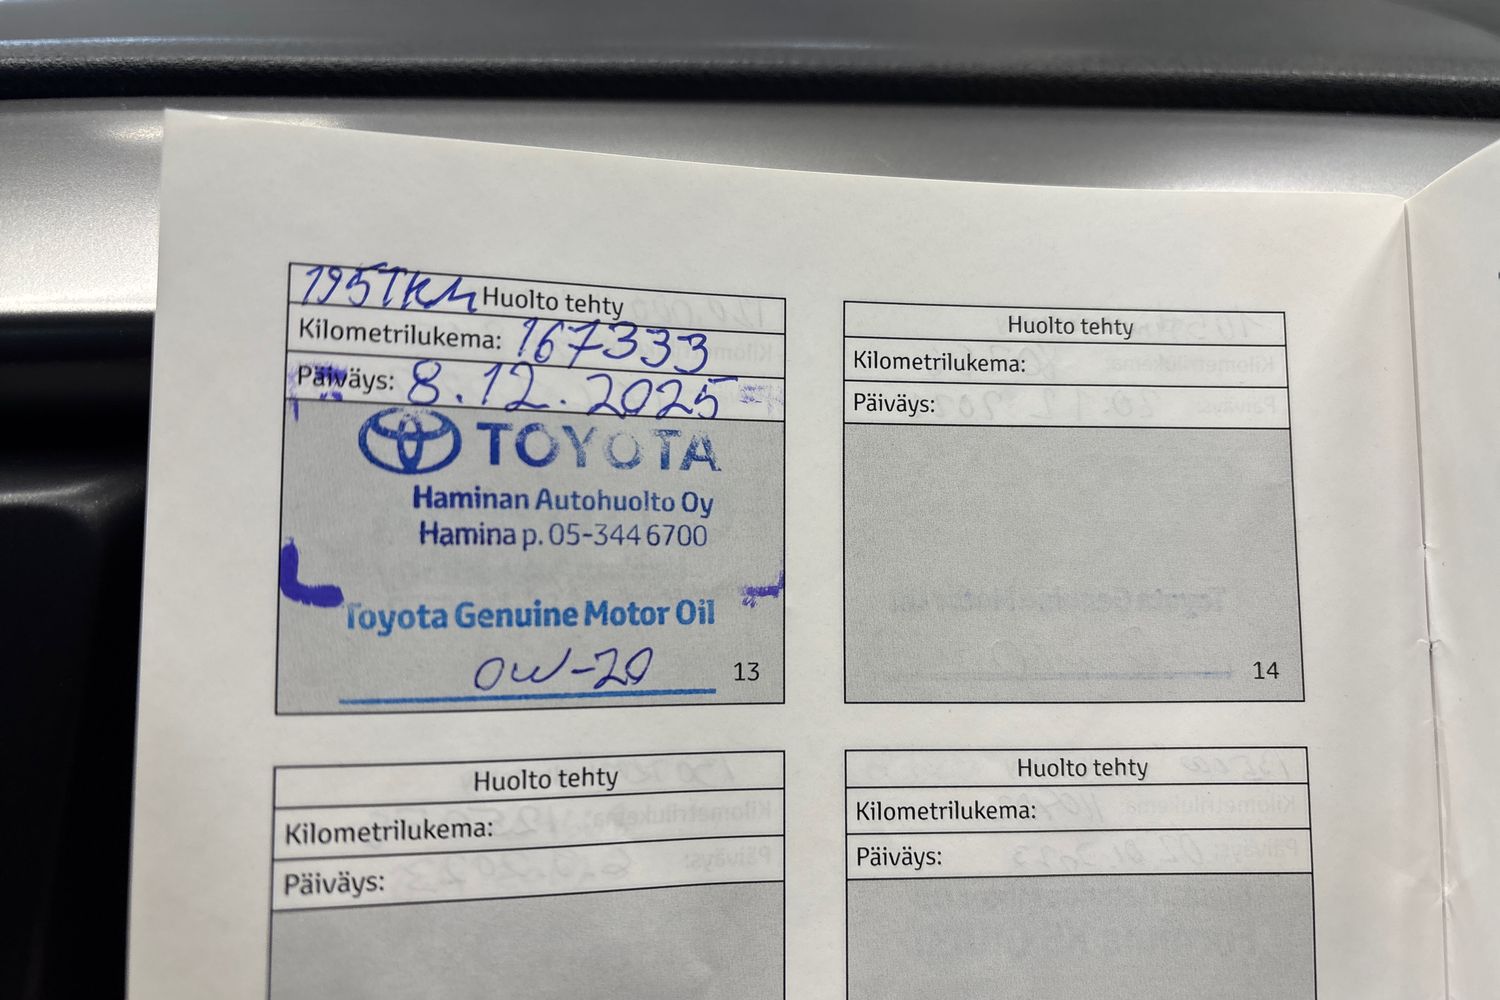 195TKM Huolto tehty
Kilometrilukema: 167333
Päiväys: 8.12.2025
TOYOTA
Haminan Autohuolto Oy
Hamina p. 05-344 6700
Toyota Genuine Motor Oil
0W-20
13
Huolto tehty
Kilometrilukema:
Päiväys:
14
Huolto tehty
Kilometrilukema:
Päiväys:
Huolto tehty
Kilometrilukema:
Päiväys: